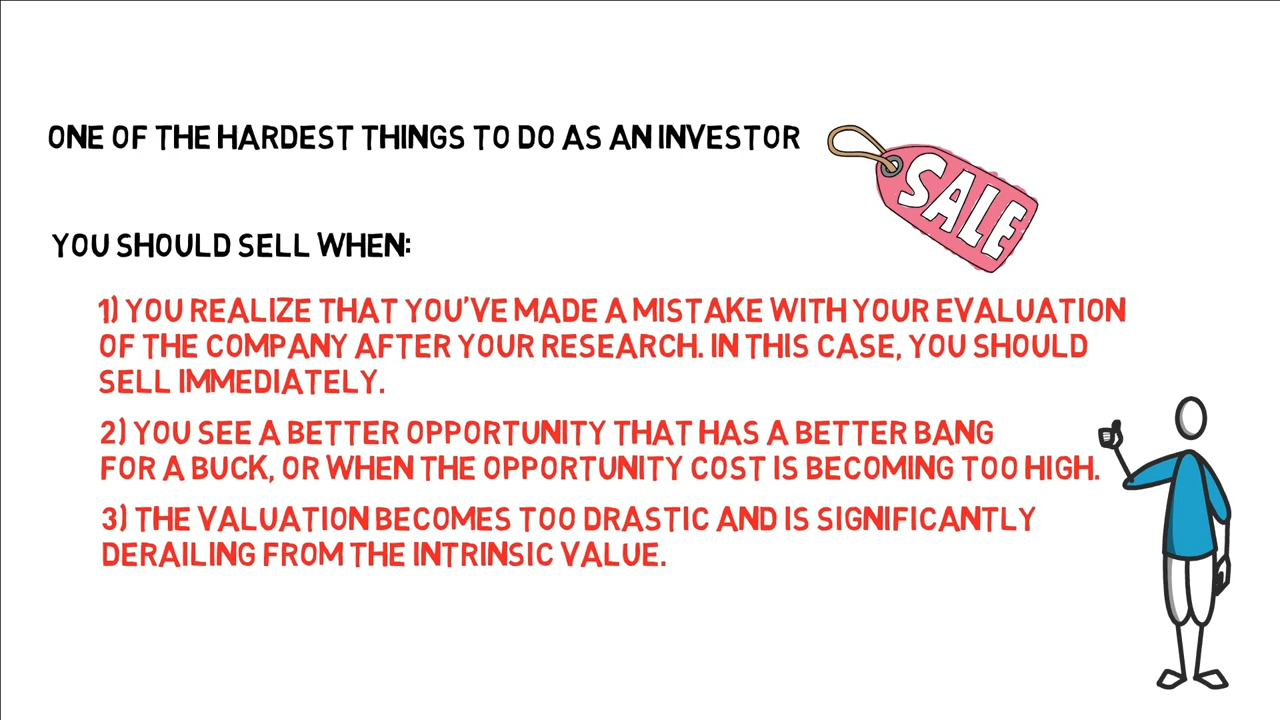 ONE OF THE HARDEST THINGS TO DO AS AN INVESTOR
SALE
YOU SHOULD SELL WHEN:
1) YOU REALIZE THAT YOU'VE MADE A MISTAKE WITH YOUR EVALUATION
OF THE COMPANY AFTER YOUR RESEARCH. IN THIS CASE, YOU SHOULD
SELL IMMEDIATELY.
2) YOU SEE A BETTER OPPORTUNITY THAT HAS A BETTER BANG
FOR A BUCK, OR WHEN THE OPPORTUNITY COST IS BECOMING TOO HIGH.
3) THE VALUATION BECOMES TOO DRASTIC AND IS SIGNIFICANTLY
DERAILING FROM THE INTRINSIC VALUE.